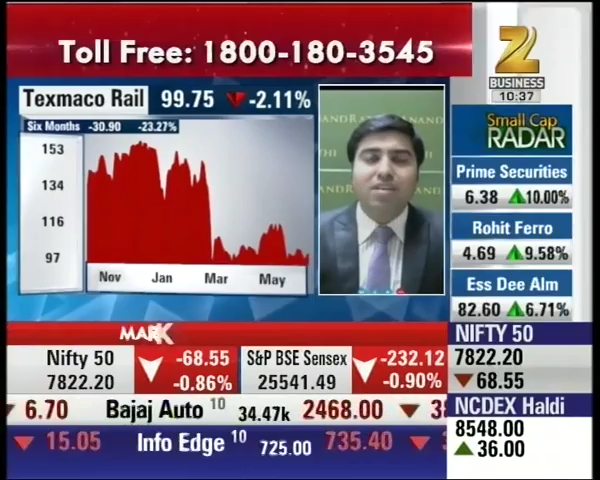 Toll Free: 1800-180-3545
Z
BUSINESS
10:37
Texmaco Rail 99.75 -2.11%
Six Months -30.90 -23.27%
153
134
116
97
Nov Jan Mar May
Small Cap
RADAR
Prime Securities
6.38 10.00%
Rohit Ferro
4.69 9.58%
Ess Dee Alm
82.60 6.71%
MARK
Nifty 50 -68.55
7822.20 -0.86%
S&P BSE Sensex -232.12
25541.49 -0.90%
NIFTY 50
7822.20
68.55
6.70 Bajaj Auto 10 34.47k 2468.00
NCDEX Haldi
8548.00
36.00
15.05 Info Edge 10 725.00 735.40